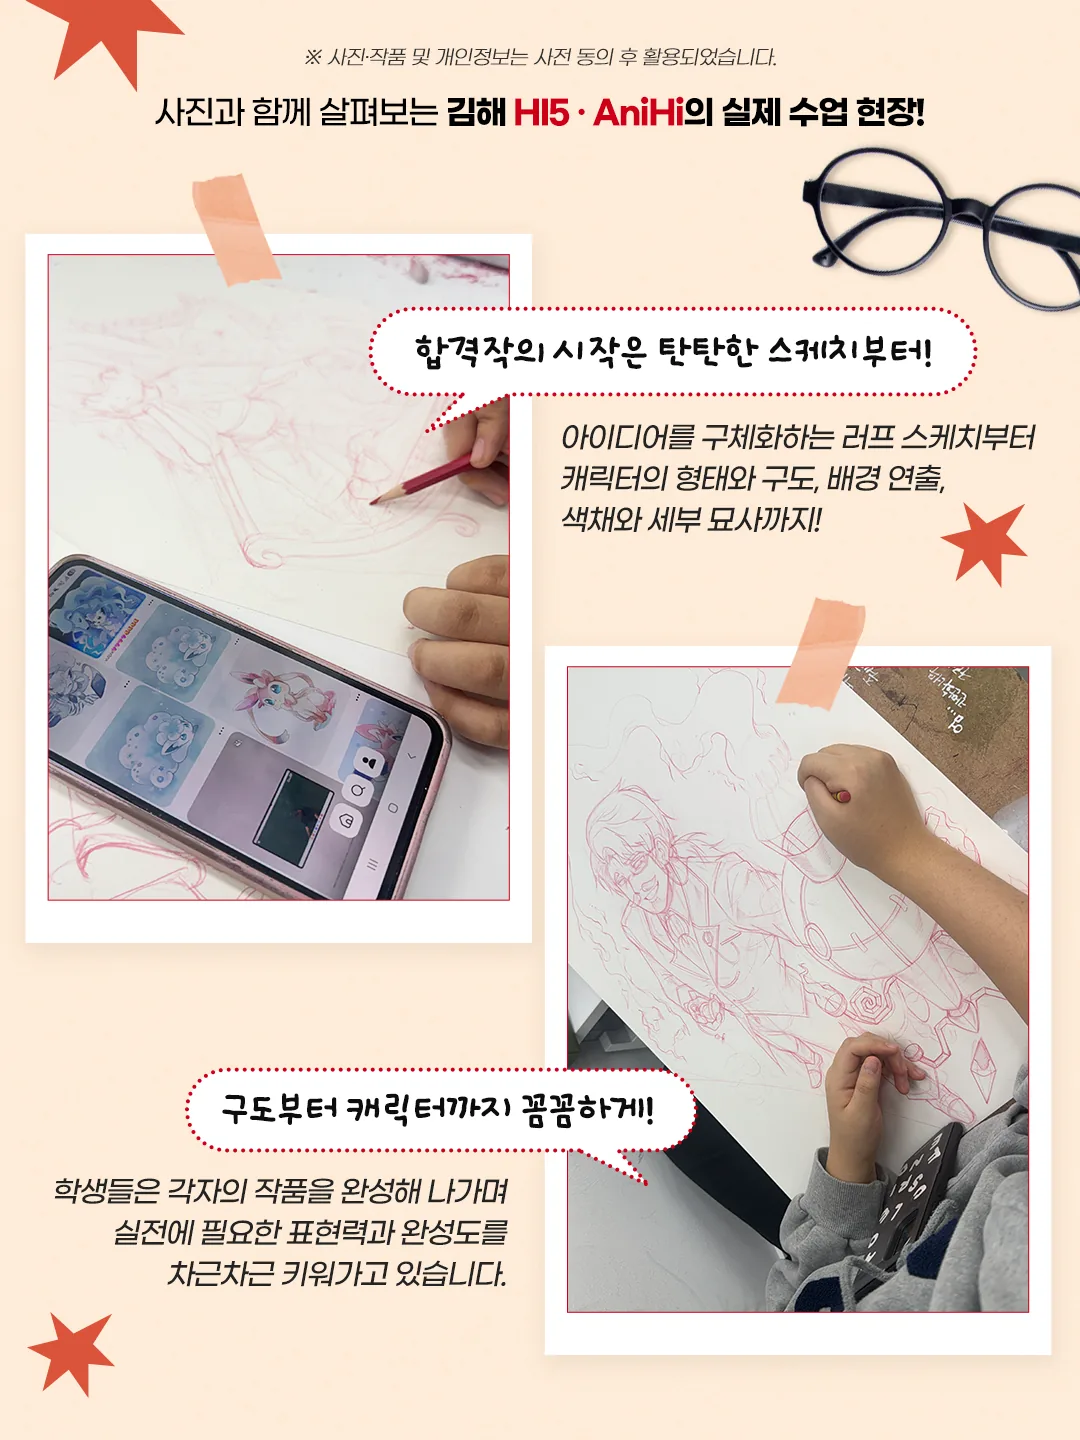 ※ 사진·작품 및 개인정보는 사전 동의 후 활용되었습니다.
사진과 함께 살펴보는 김해 HI5 · AniHi의 실제 수업 현장!
합격작의 시작은 탄탄한 스케치부터!
아이디어를 구체화하는 러프 스케치부터
캐릭터의 형태와 구도, 배경 연출,
색채와 세부 묘사까지!
구도부터 캐릭터까지 꼼꼼하게!
학생들은 각자의 작품을 완성해 나가며
실전에 필요한 표현력과 완성도를
차근차근 키워가고 있습니다.